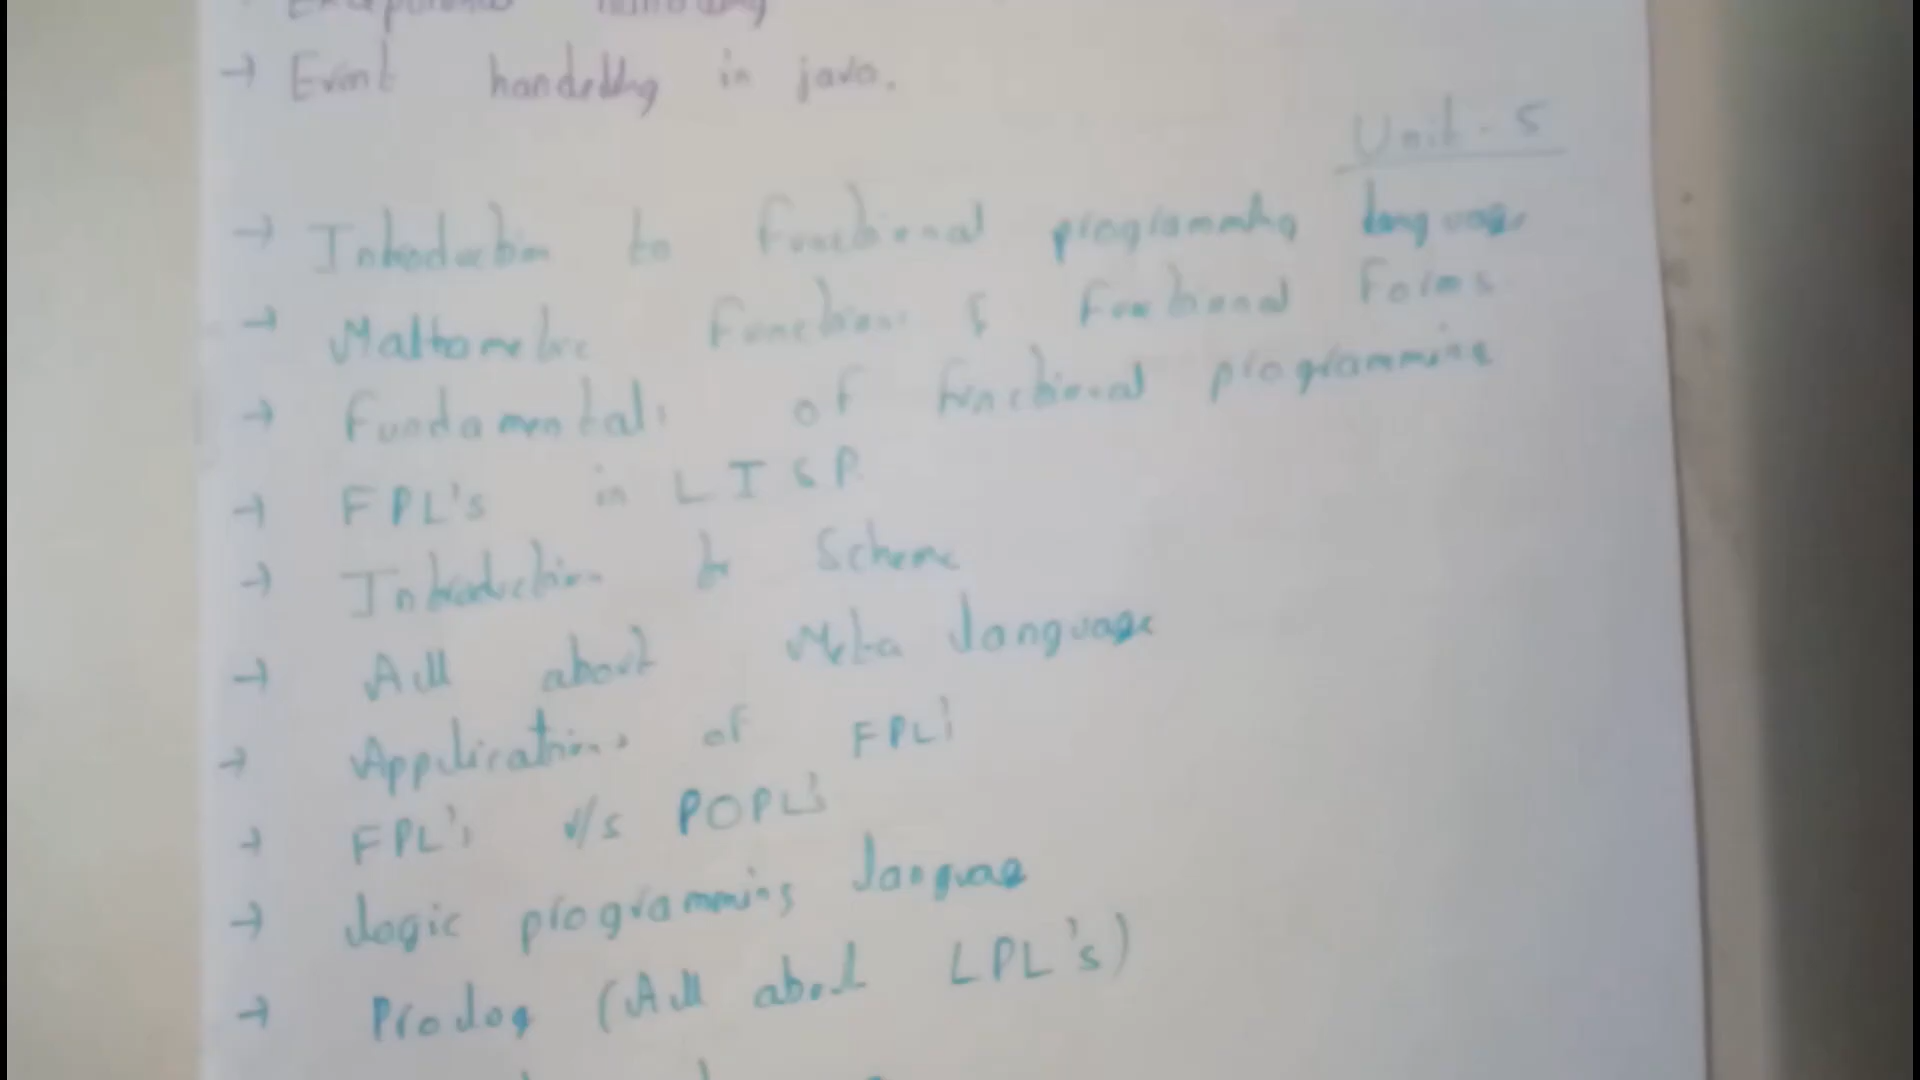 handling
→ Event handelling in java.
Unit - 5
→ Introduction to Functional programming language
→ Mathematic Functions & Functional Forms
→ Fundamentals of functional programming
→ FPL's in LISP
→ Introduction to Scheme
→ All about Meta language
→ Applications of FPL's
→ FPL's v/s POPL's
→ Logic programming language
→ Prolog (All about LPL's)